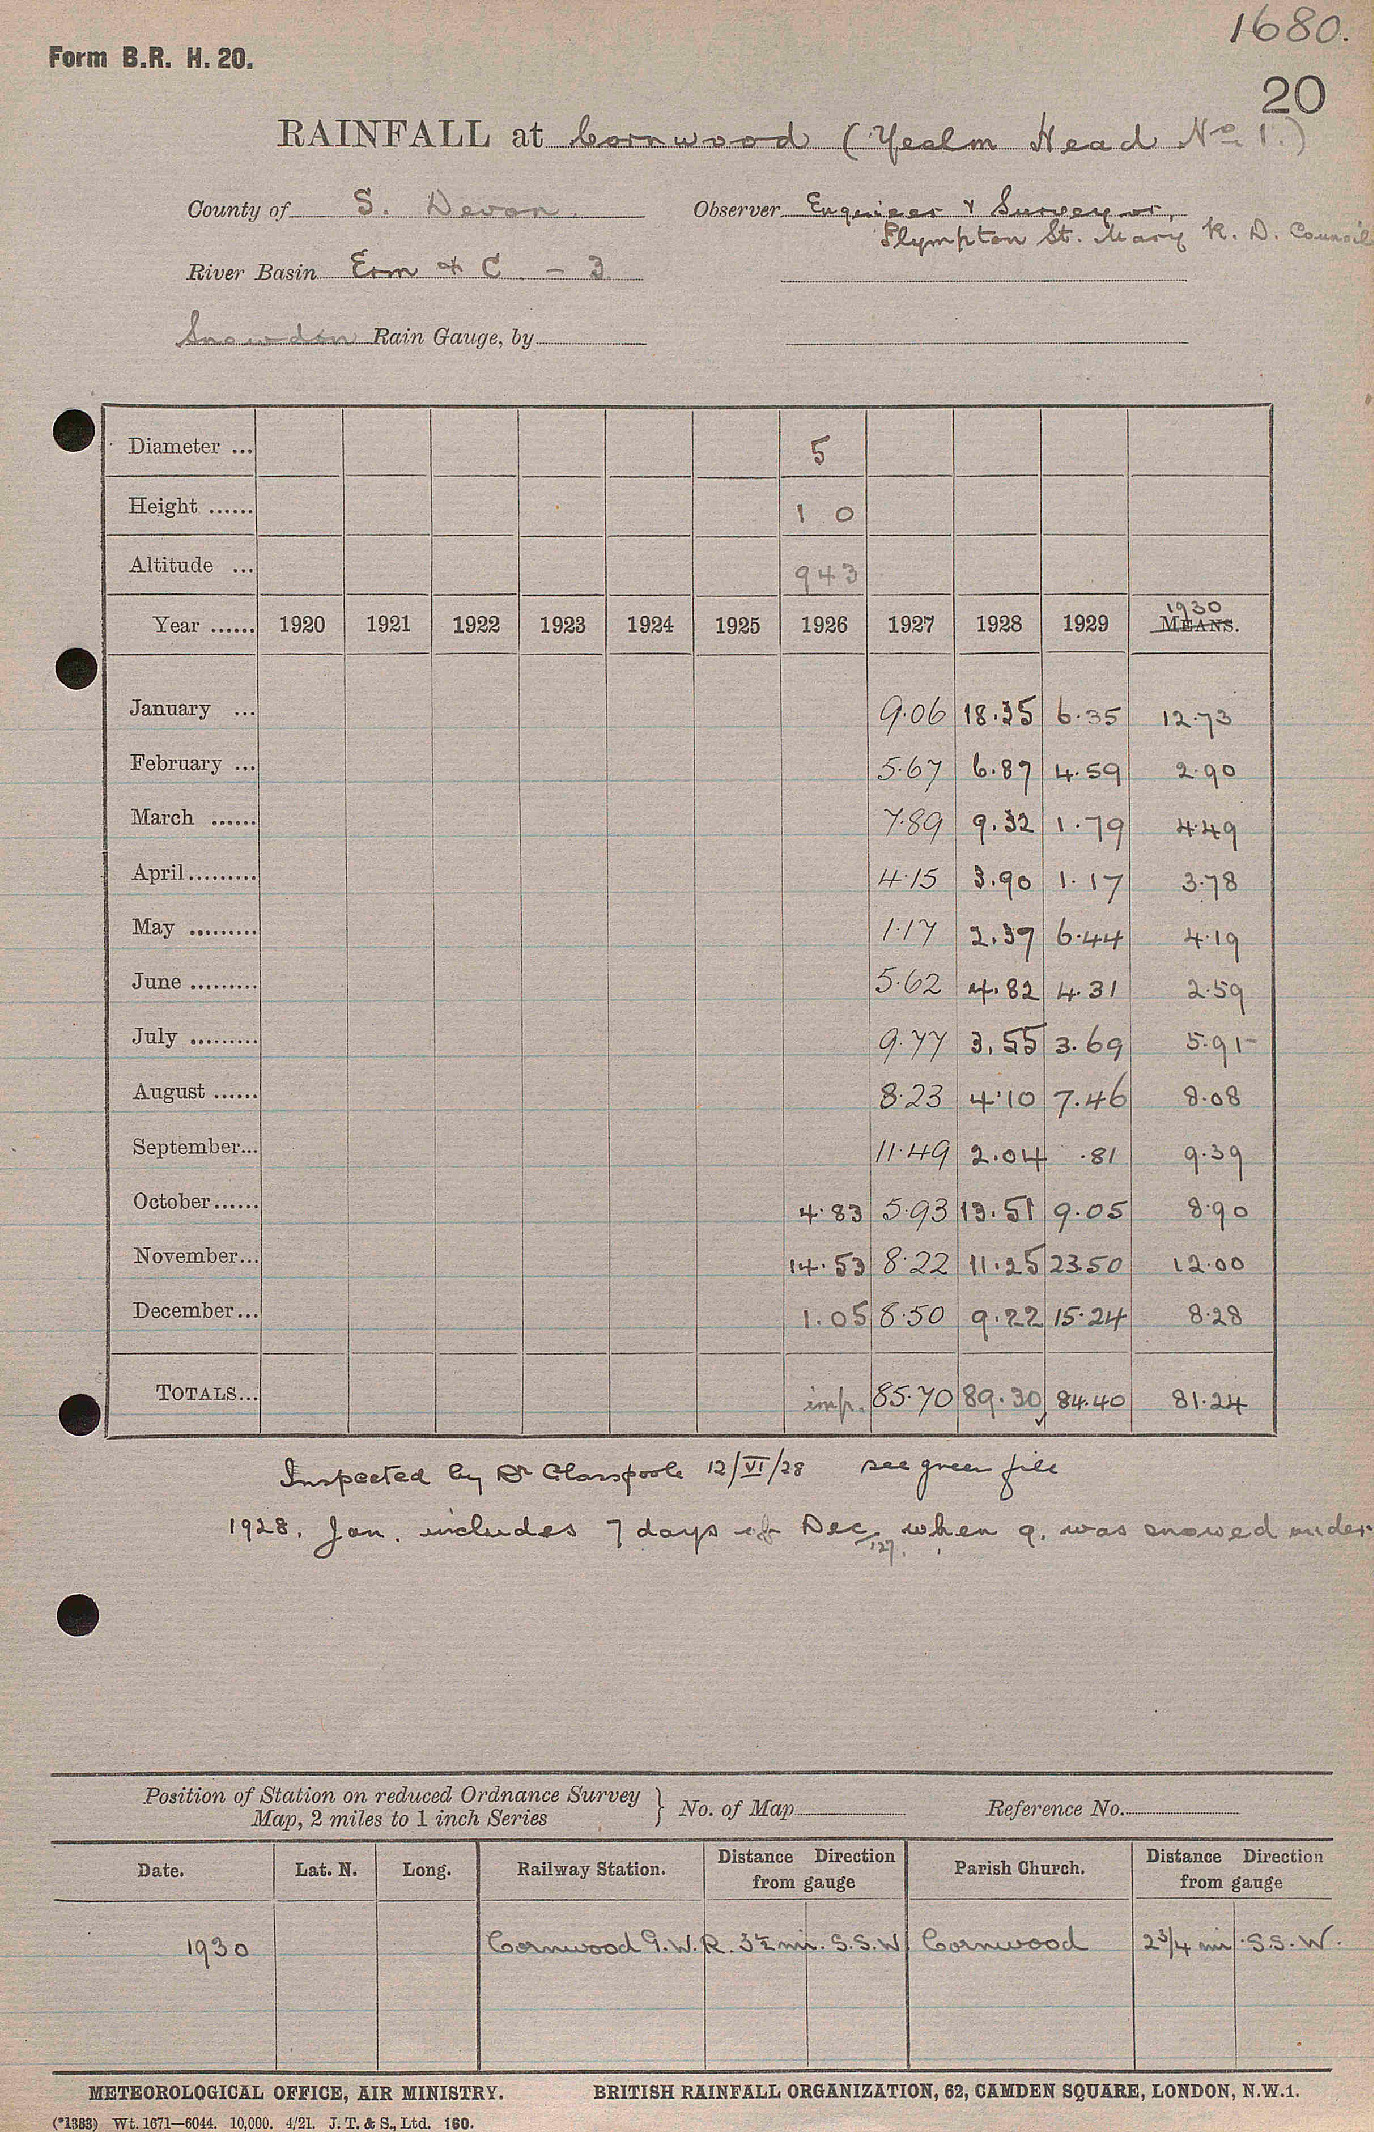 1680.
Form B.R. H. 20.
20
RAINFALL at Cornwood (Yealm Head No 1.)
County of S. Devon. Observer Engineer & Surveyor,
Plympton St. Mary R. D. Council
River Basin Erm & C - 3
Snowdon Rain Gauge, by
Diameter ... 5
Height ...... 1 0
Altitude ... 943
Year ...... 1920 1921 1922 1923 1924 1925 1926 1927 1928 1929 1930 MEANS.
January ... 9.06 18.35 6.35 12.73
February ... 5.67 6.87 4.59 2.90
March ...... 7.89 9.32 1.79 4.49
April ......... 4.15 3.90 1.17 3.78
May ......... 1.17 2.37 6.44 4.19
June ......... 5.62 4.82 4.31 2.59
July ......... 9.77 3.55 3.69 5.91
August ...... 8.23 4.10 7.46 8.08
September... 11.49 2.04 .81 9.39
October...... 4.83 5.93 13.51 9.05 8.90
November... 14.53 8.22 11.25 23.50 12.00
December... 1.05 8.50 9.22 15.24 8.28
TOTALS... imp. 85.70 89.30 84.40 81.24
Inspected by Dr Glasspoole 12/VI/28 see green file
1928. Jan. includes 7 days of Dec. '27. when g. was snowed under
Position of Station on reduced Ordnance Survey
Map, 2 miles to 1 inch Series } No. of Map Reference No.
Date. Lat. N. Long. Railway Station. Distance Direction from gauge Parish Church. Distance Direction from gauge
1930 Cornwood G.W.R. 3½ mi. S.S.W. Cornwood 2¾ mi S.S.W.
METEOROLOGICAL OFFICE, AIR MINISTRY. BRITISH RAINFALL ORGANIZATION, 62, CAMDEN SQUARE, LONDON, N.W.1.
(*1383) Wt. 1671—6044. 10,000. 4/21. J. T. & S., Ltd. 160.